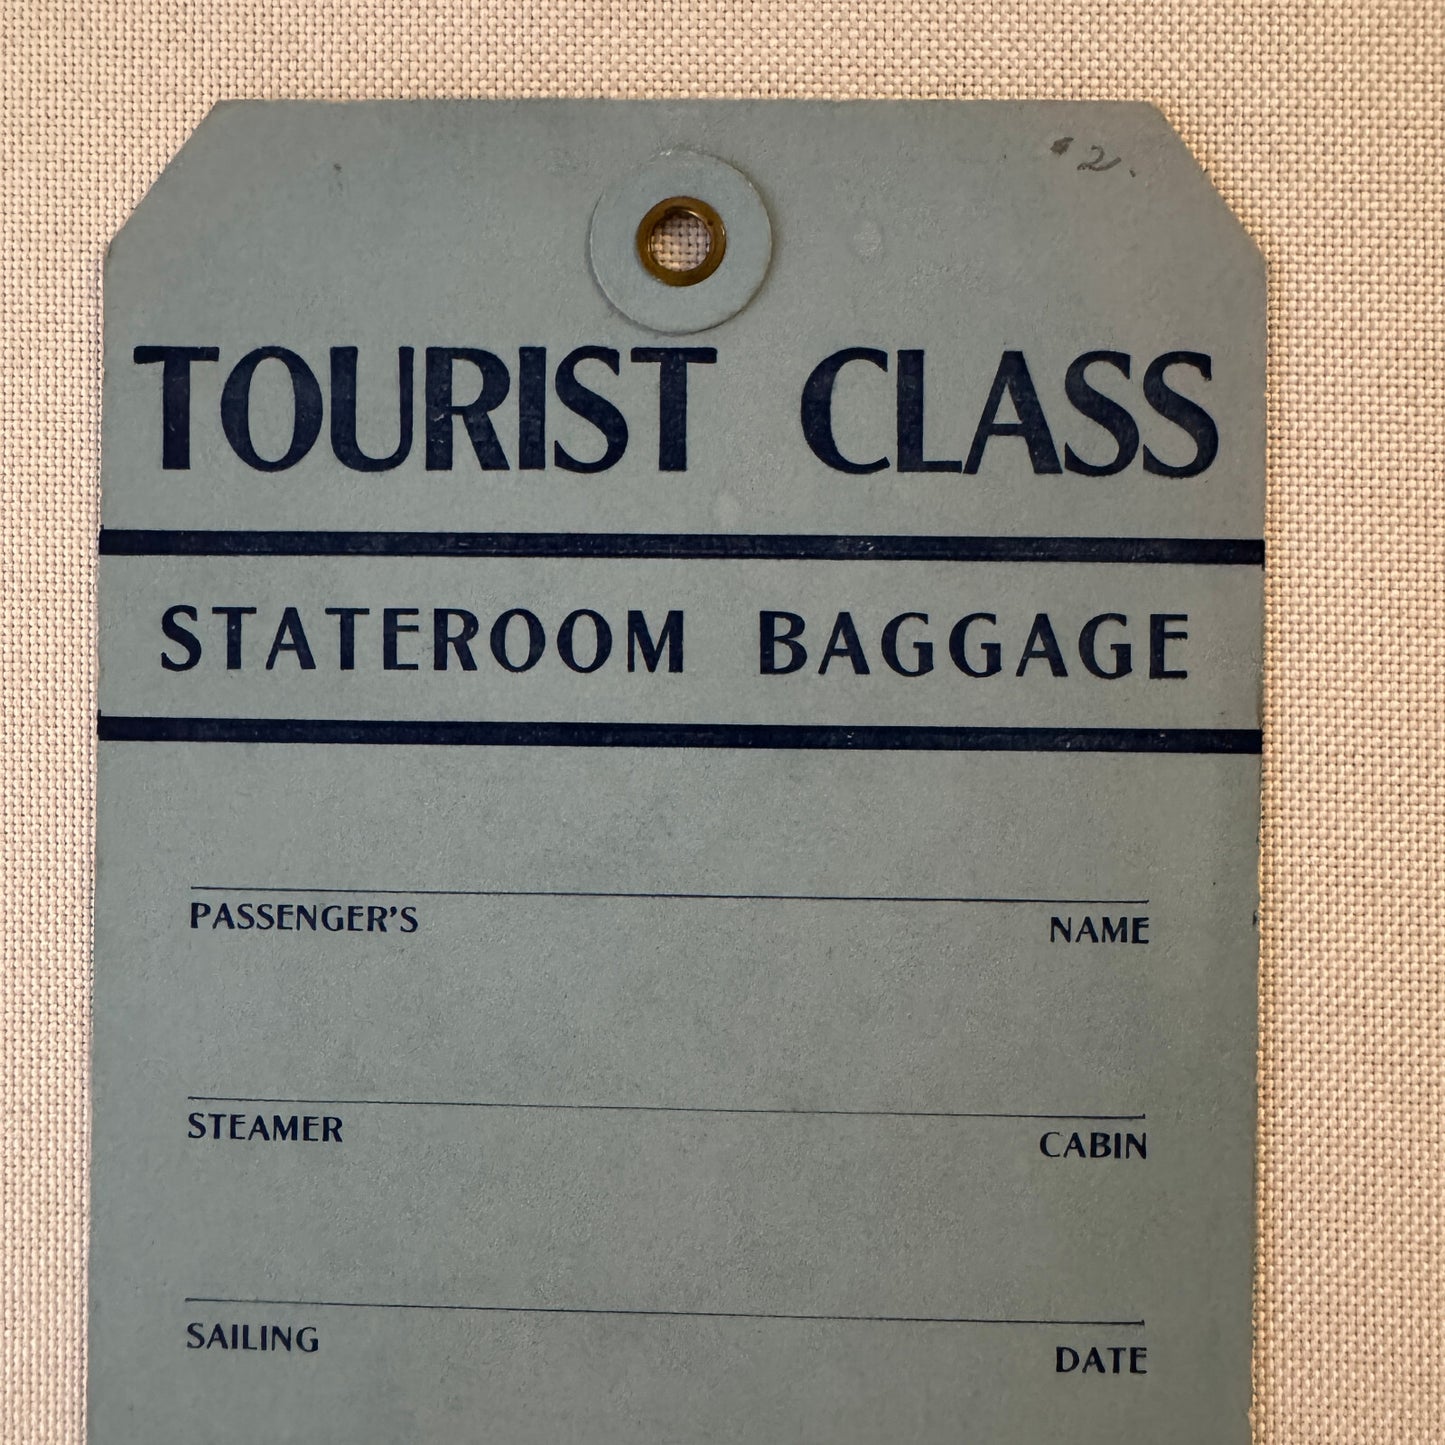 2.
TOURIST CLASS
STATEROOM BAGGAGE
PASSENGER'S NAME
STEAMER CABIN
SAILING DATE